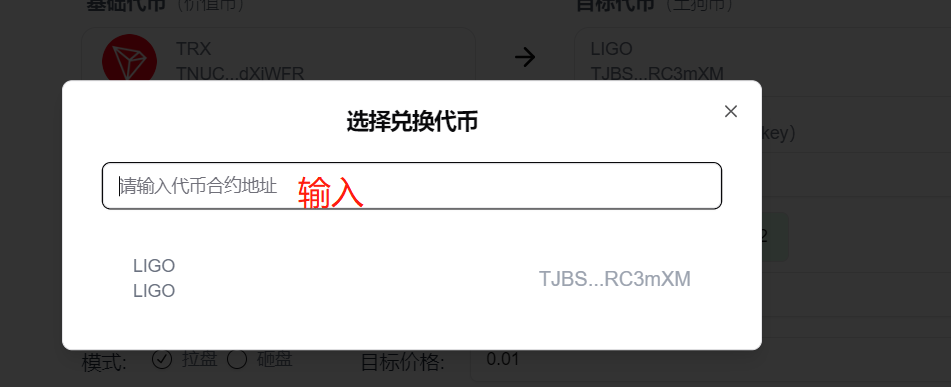 基础代币（价值币）
目标代币（土狗币）
TRX
TNUC...dXiWFR
LIGO
TJBS...RC3mXM
选择兑换代币
key）
请输入代币合约地址
输入
2
LIGO
TJBS...RC3mXM
LIGO
模式:
拉盘
砸盘
目标价格:
0.01